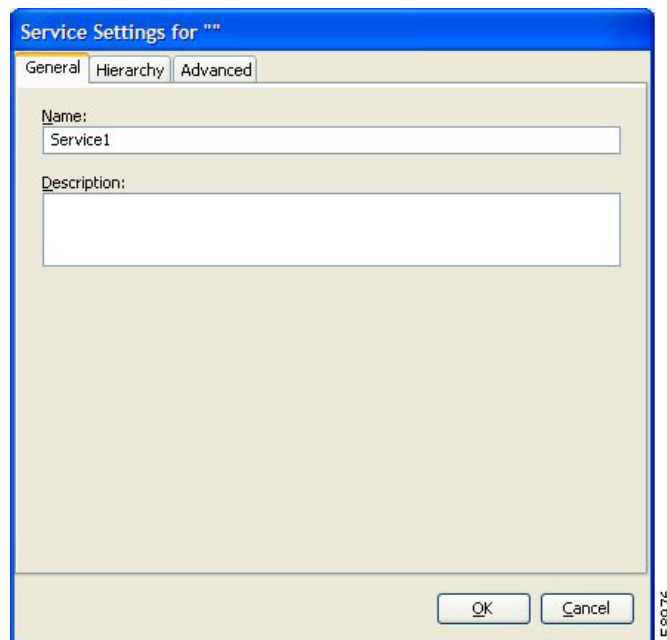 Service Settings for ""
General Hierarchy Advanced
Name:
Service1
Description:
OK Cancel